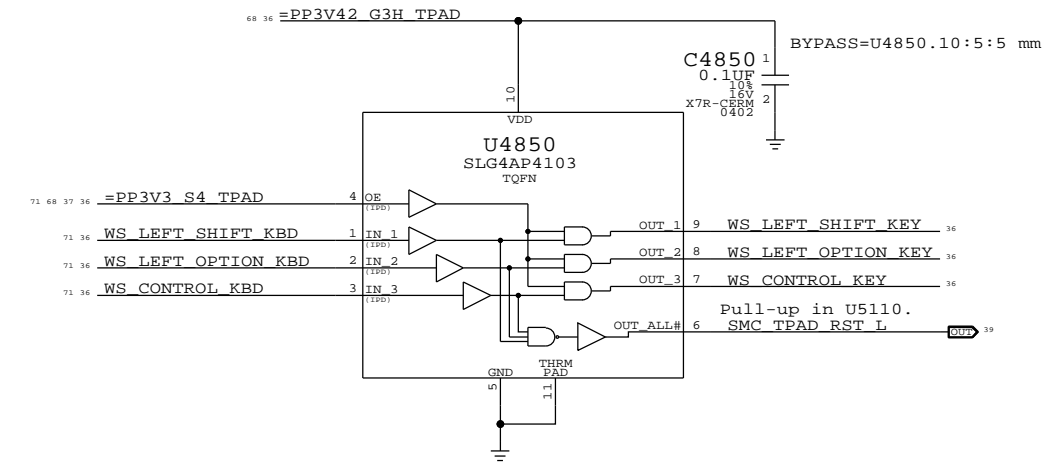 68 36 =PP3V42_G3H_TPAD
BYPASS=U4850.10:5:5 mm
C4850 1
0.1UF
10%
16V
X7R-CERM 2
0402
10
VDD
U4850
SLG4AP4103
TQFN
71 68 37 36 =PP3V3_S4_TPAD 4 OE
(IPD)
71 36 WS_LEFT_SHIFT_KBD 1 IN_1
(IPD)
OUT_1 9 WS_LEFT_SHIFT_KEY 36
71 36 WS_LEFT_OPTION_KBD 2 IN_2
(IPD)
OUT_2 8 WS_LEFT_OPTION_KEY 36
71 36 WS_CONTROL_KBD 3 IN_3
(IPD)
OUT_3 7 WS_CONTROL_KEY 36
Pull-up in U5110.
OUT_ALL# 6 SMC_TPAD_RST_L OUT 39
GND
THRM
PAD
5
11